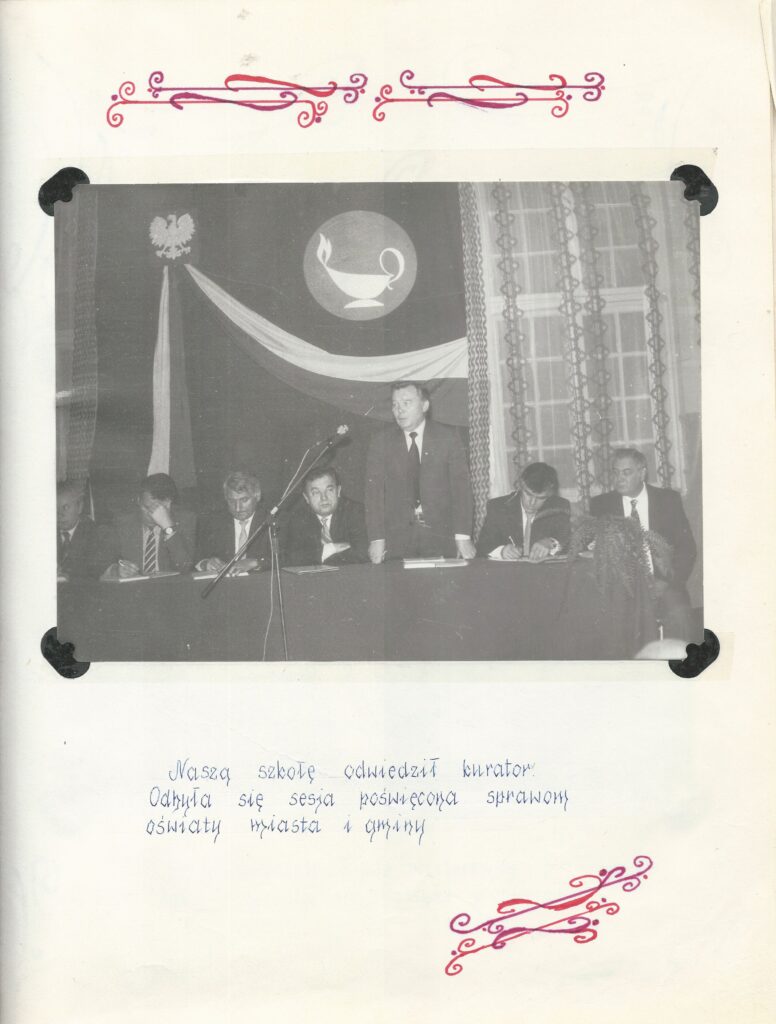 Naszą szkołę odwiedził kurator.
Odbyła się sesja poświęcona sprawom
oświaty miasta i gminy